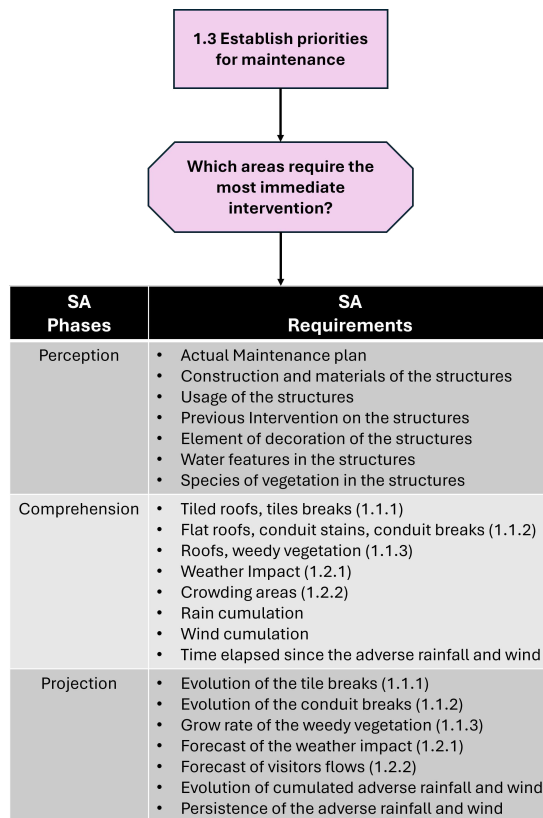 1.3 Establish priorities
for maintenance
Which areas require the
most immediate
intervention?
SA
Phases
SA
Requirements
Perception
• Actual Maintenance plan
• Construction and materials of the structures
• Usage of the structures
• Previous Intervention on the structures
• Element of decoration of the structures
• Water features in the structures
• Species of vegetation in the structures
Comprehension
• Tiled roofs, tiles breaks (1.1.1)
• Flat roofs, conduit stains, conduit breaks (1.1.2)
• Roofs, weedy vegetation (1.1.3)
• Weather Impact (1.2.1)
• Crowding areas (1.2.2)
• Rain cumulation
• Wind cumulation
• Time elapsed since the adverse rainfall and wind
Projection
• Evolution of the tile breaks (1.1.1)
• Evolution of the conduit breaks (1.1.2)
• Grow rate of the weedy vegetation (1.1.3)
• Forecast of the weather impact (1.2.1)
• Forecast of visitors flows (1.2.2)
• Evolution of cumulated adverse rainfall and wind
• Persistence of the adverse rainfall and wind